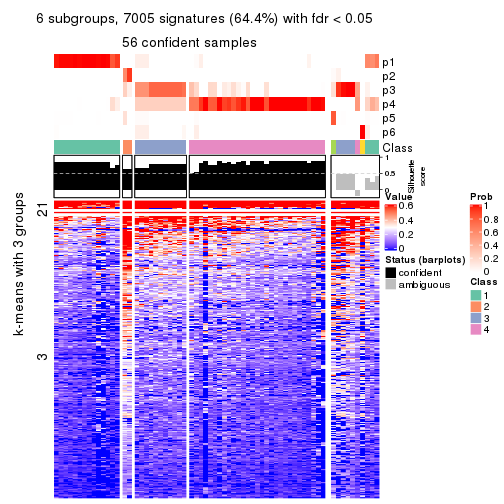 6 subgroups, 7005 signatures (64.4%) with fdr < 0.05
56 confident samples
p1
p2
p3
p4
p5
p6
Class
1
0.5
0
Silhouette
score
k-means with 3 groups
21
3
Value
0.6
0.4
0.2
0
Status (barplots)
confident
ambiguous
Prob
1
0.8
0.6
0.4
0.2
0
Class
1
2
3
4